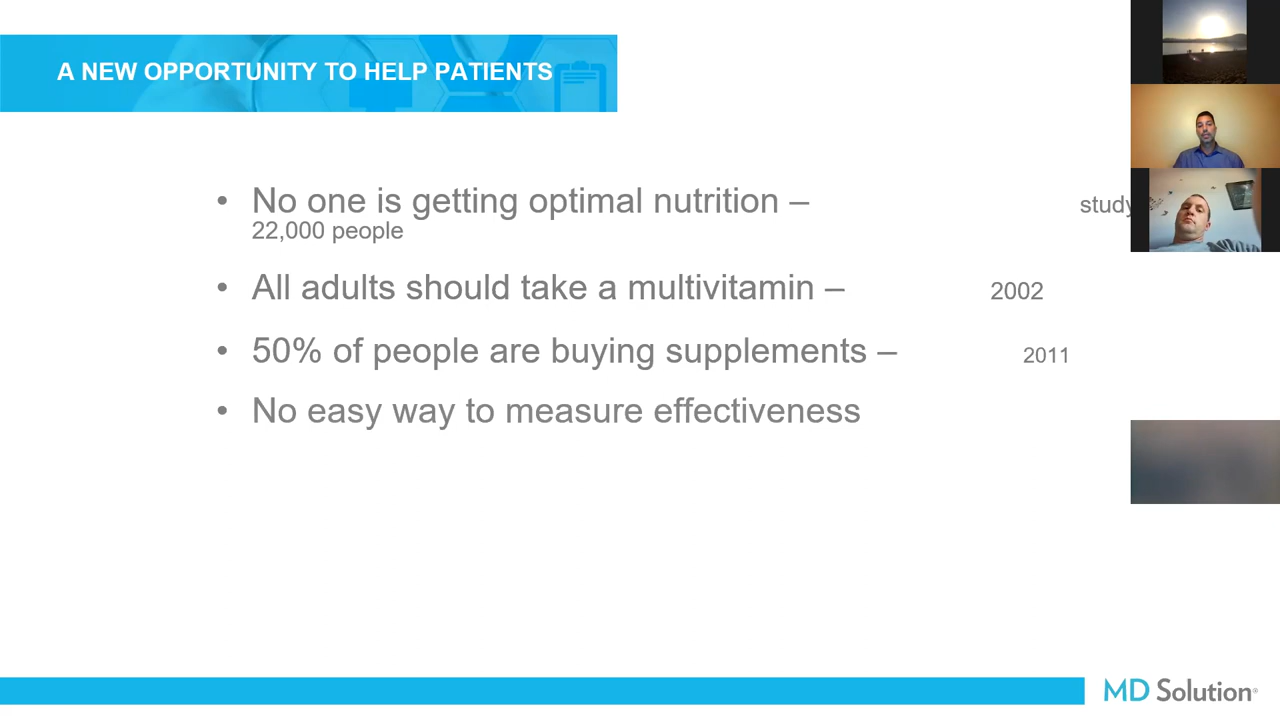 A NEW OPPORTUNITY TO HELP PATIENTS
• No one is getting optimal nutrition – study
22,000 people
• All adults should take a multivitamin – 2002
• 50% of people are buying supplements – 2011
• No easy way to measure effectiveness
MD Solution®